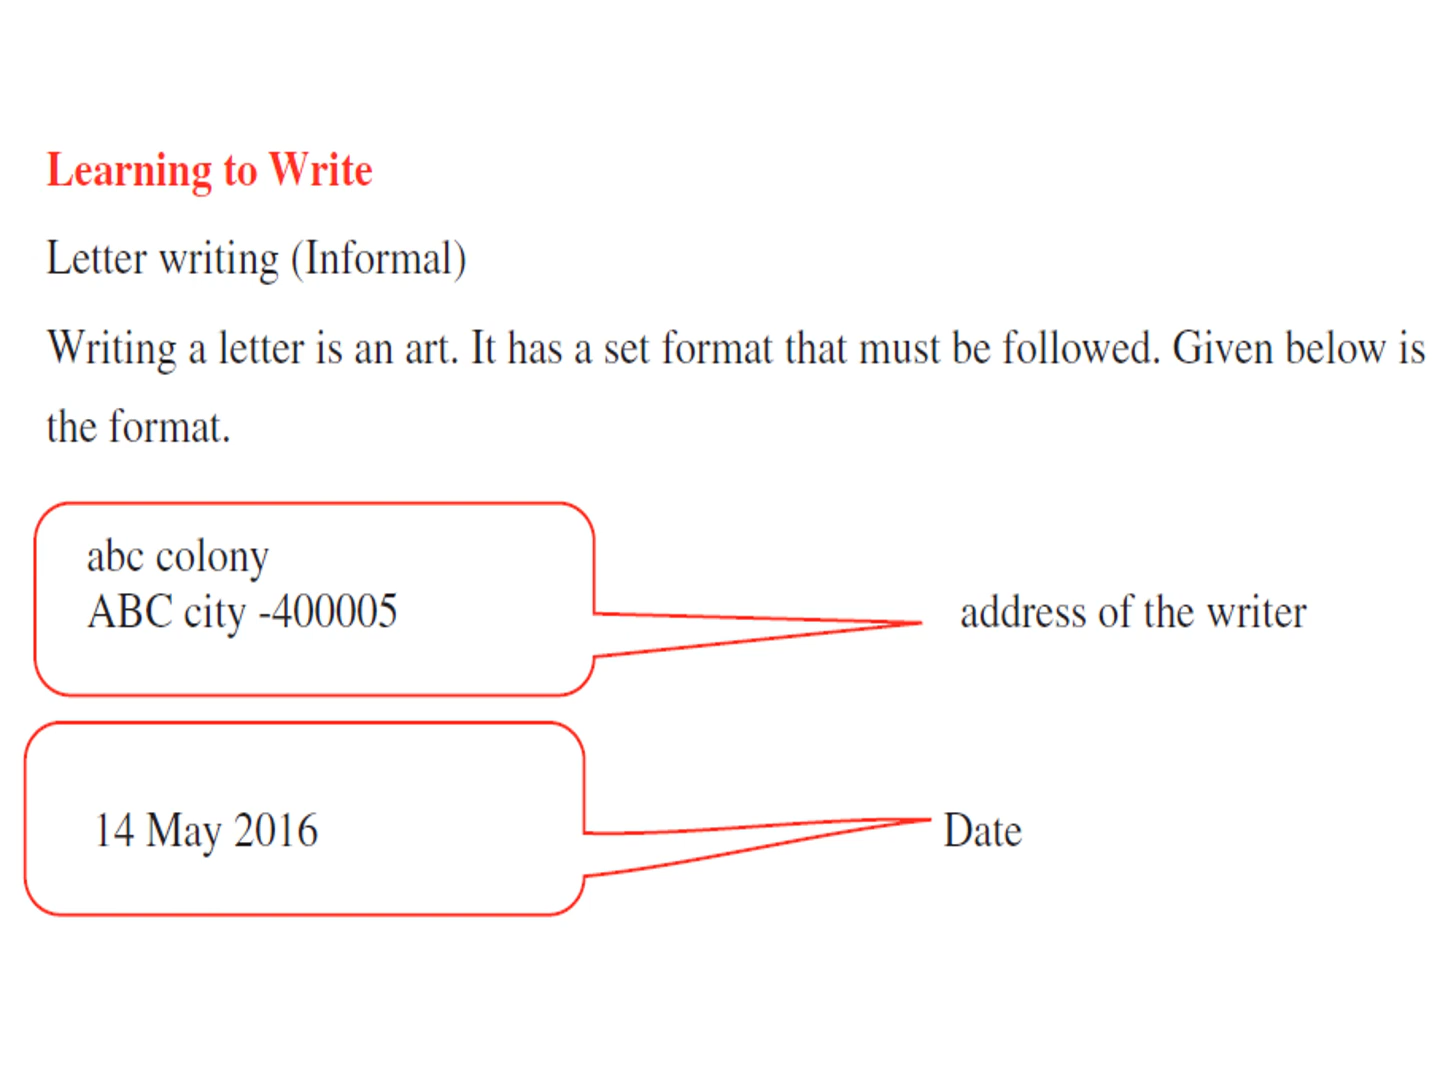 Learning to Write
Letter writing (Informal)
Writing a letter is an art. It has a set format that must be followed. Given below is
the format.
abc colony
ABC city -400005
address of the writer
14 May 2016
Date